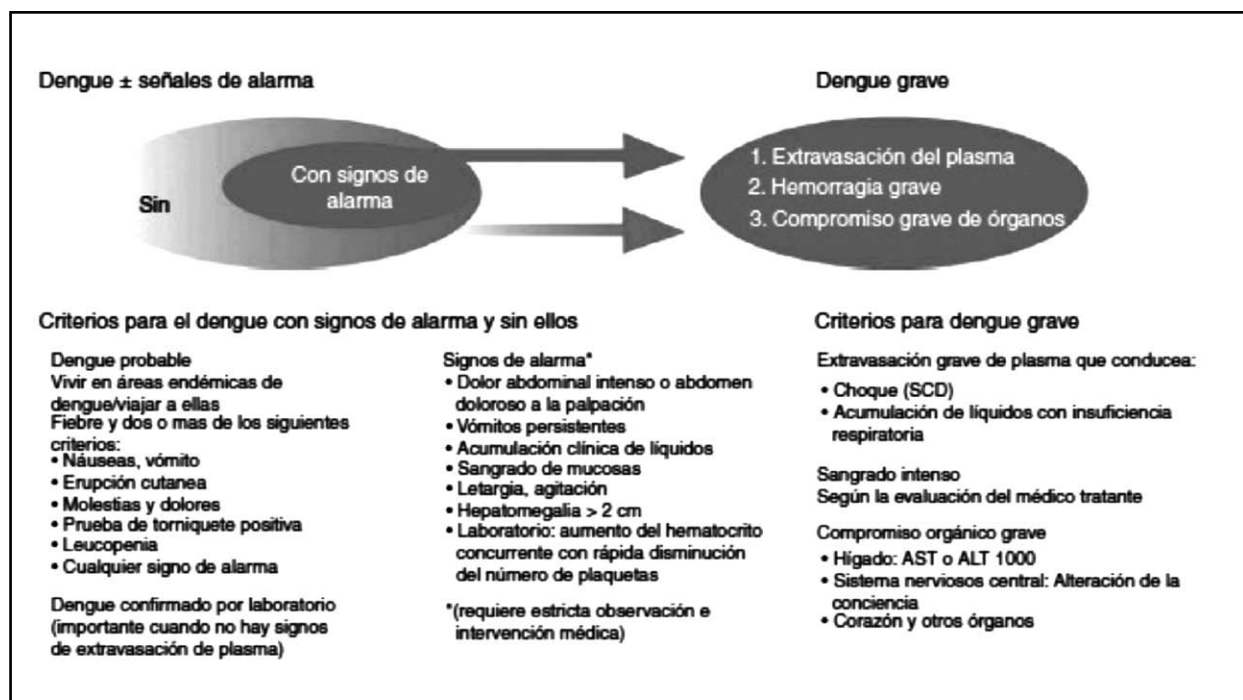 Dengue ± señales de alarma
Dengue grave
Sin
Con signos de
alarma
1. Extravasación del plasma
2. Hemorragia grave
3. Compromiso grave de órganos
Criterios para el dengue con signos de alarma y sin ellos
Dengue probable
Vivir en áreas endémicas de
dengue/viajar a ellas
Fiebre y dos o mas de los siguientes
criterios:
• Náuseas, vómito
• Erupción cutanea
• Molestias y dolores
• Prueba de torniquete positiva
• Leucopenia
• Cualquier signo de alarma
Dengue confirmado por laboratorio
(importante cuando no hay signos
de extravasación de plasma)
Signos de alarma*
• Dolor abdominal intenso o abdomen
doloroso a la palpación
• Vómitos persistentes
• Acumulación clínica de líquidos
• Sangrado de mucosas
• Letargia, agitación
• Hepatomegalia > 2 cm
• Laboratorio: aumento del hematocrito
concurrente con rápida disminución
del número de plaquetas
*(requiere estricta observación e
intervención médica)
Criterios para dengue grave
Extravasación grave de plasma que conducea:
• Choque (SCD)
• Acumulación de líquidos con insuficiencia
respiratoria
Sangrado intenso
Según la evaluación del médico tratante
Compromiso orgánico grave
• Hígado: AST o ALT 1000
• Sistema nerviosos central: Alteración de la
conciencia
• Corazón y otros órganos